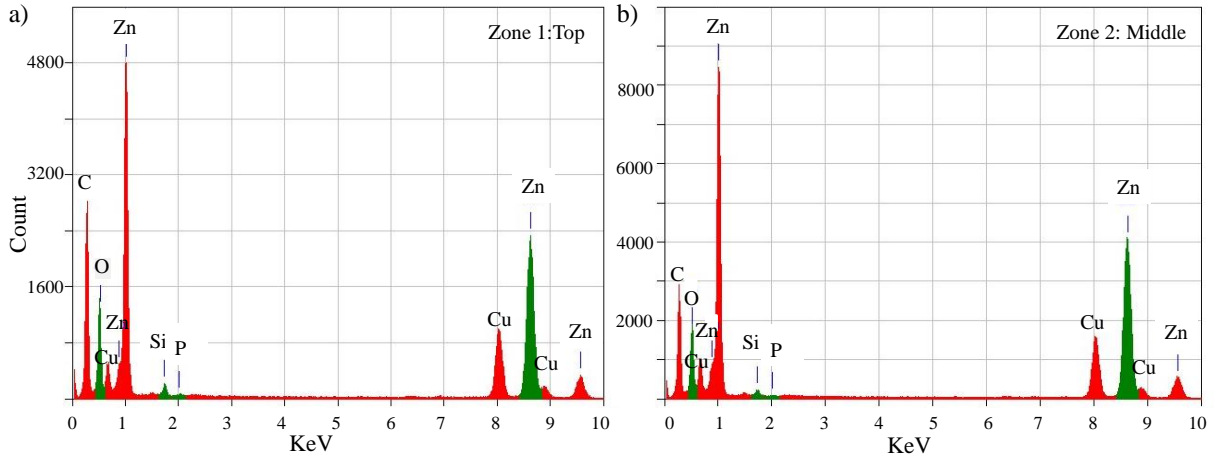 a)
Zone 1:Top
Zn
4800
3200
C
Zn
Count
O
1600
Zn
Cu
Si
P
Cu
Cu
Zn
0 1 2 3 4 5 6 7 8 9 10
KeV
b)
Zone 2: Middle
Zn
8000
6000
Zn
4000
C
O
2000
Zn
Cu
Si
P
Cu
Cu
Zn
0 1 2 3 4 5 6 7 8 9 10
KeV